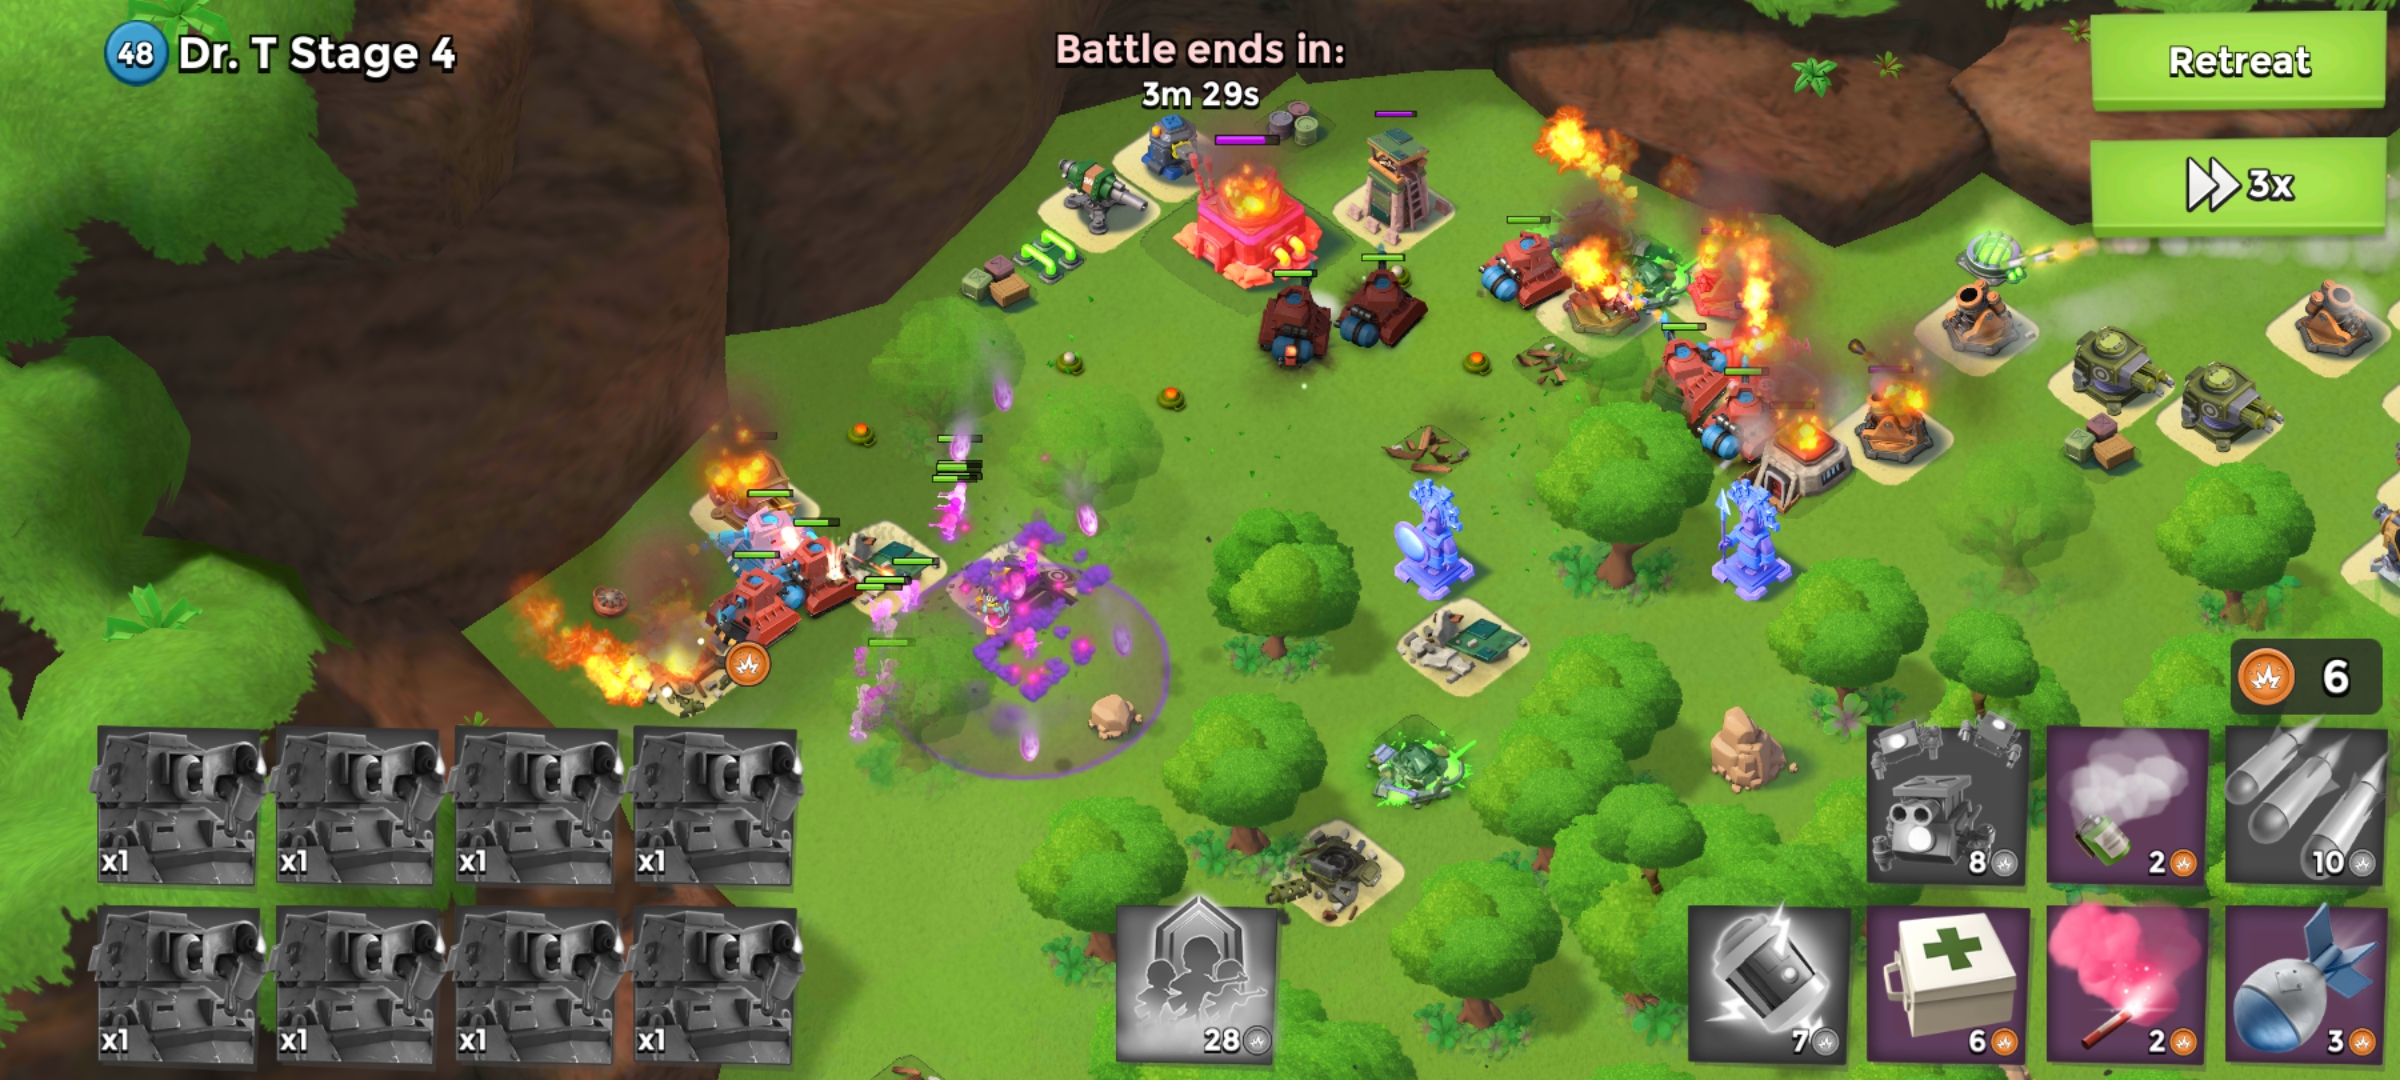 48 Dr. T Stage 4
Battle ends in:
3m 29s
Retreat
3x
6
8
2
10
x1
x1
x1
x1
x1
x1
x1
x1
28
7
6
2
3